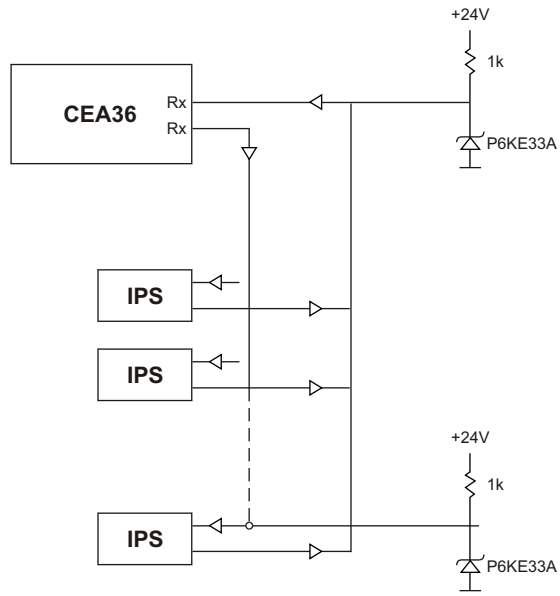 +24V
1k
CEA36
Rx
Rx
P6KE33A
IPS
IPS
+24V
1k
IPS
P6KE33A